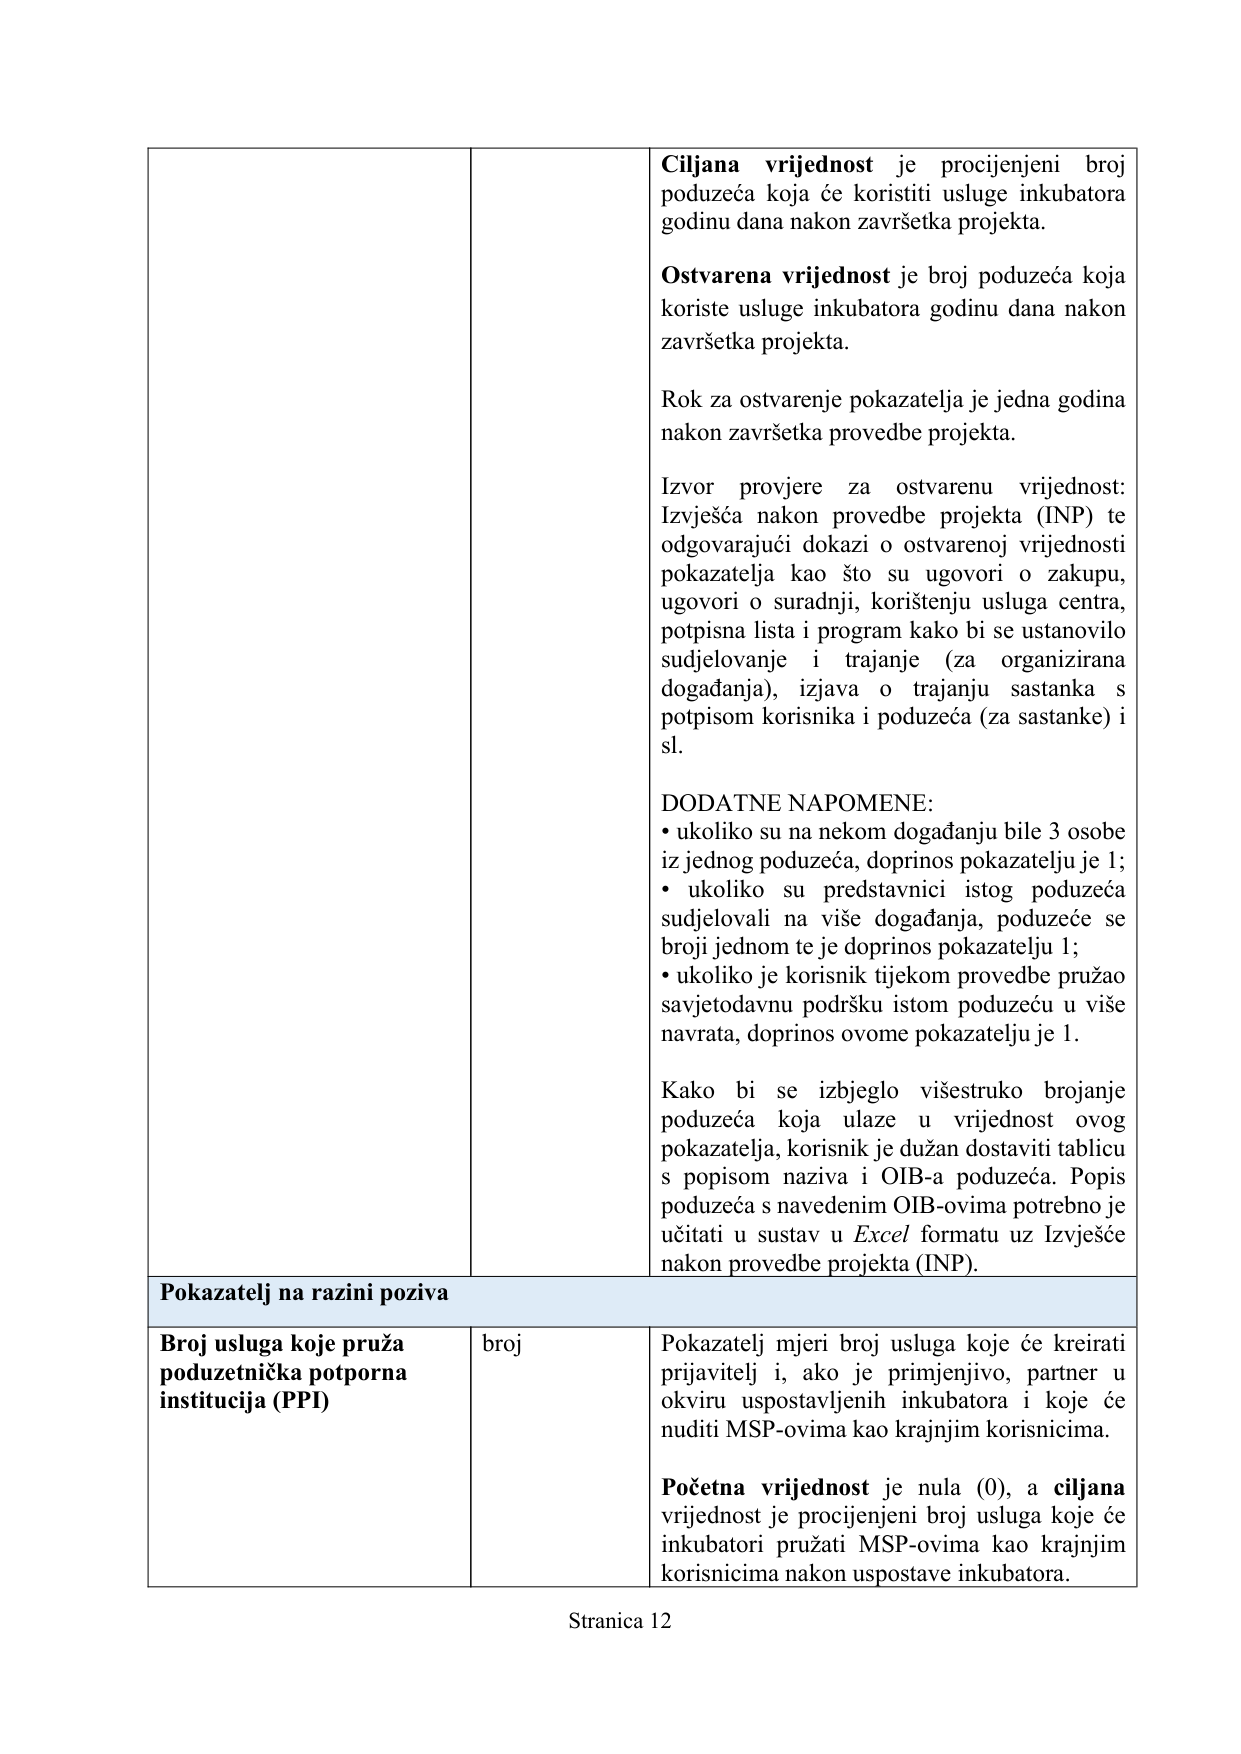 Ciljana vrijednost je procijenjeni broj
poduzeća koja će koristiti usluge inkubatora
godinu dana nakon završetka projekta.
Ostvarena vrijednost je broj poduzeća koja
koriste usluge inkubatora godinu dana nakon
završetka projekta.
Rok za ostvarenje pokazatelja je jedna godina
nakon završetka provedbe projekta.
Izvor provjere za ostvarenu vrijednost:
Izvješća nakon provedbe projekta (INP) te
odgovarajući dokazi o ostvarenoj vrijednosti
pokazatelja kao što su ugovori o zakupu,
ugovori o suradnji, korištenju usluga centra,
potpisna lista i program kako bi se ustanovilo
sudjelovanje i trajanje (za organizirana
događanja), izjava o trajanju sastanka s
potpisom korisnika i poduzeća (za sastanke) i
sl.
DODATNE NAPOMENE:
• ukoliko su na nekom događanju bile 3 osobe
iz jednog poduzeća, doprinos pokazatelju je 1;
• ukoliko su predstavnici istog poduzeća
sudjelovali na više događanja, poduzeće se
broji jednom te je doprinos pokazatelju 1;
• ukoliko je korisnik tijekom provedbe pružao
savjetodavnu podršku istom poduzeću u više
navrata, doprinos ovome pokazatelju je 1.
Kako bi se izbjeglo višestruko brojanje
poduzeća koja ulaze u vrijednost ovog
pokazatelja, korisnik je dužan dostaviti tablicu
s popisom naziva i OIB-a poduzeća. Popis
poduzeća s navedenim OIB-ovima potrebno je
učitati u sustav u Excel formatu uz Izvješće
nakon provedbe projekta (INP).
Pokazatelj na razini poziva
Broj usluga koje pruža
poduzetnička potporna
institucija (PPI)
broj
Pokazatelj mjeri broj usluga koje će kreirati
prijavitelj i, ako je primjenjivo, partner u
okviru uspostavljenih inkubatora i koje će
nuditi MSP-ovima kao krajnjim korisnicima.
Početna vrijednost je nula (0), a ciljana
vrijednost je procijenjeni broj usluga koje će
inkubatori pružati MSP-ovima kao krajnjim
korisnicima nakon uspostave inkubatora.
Stranica 12